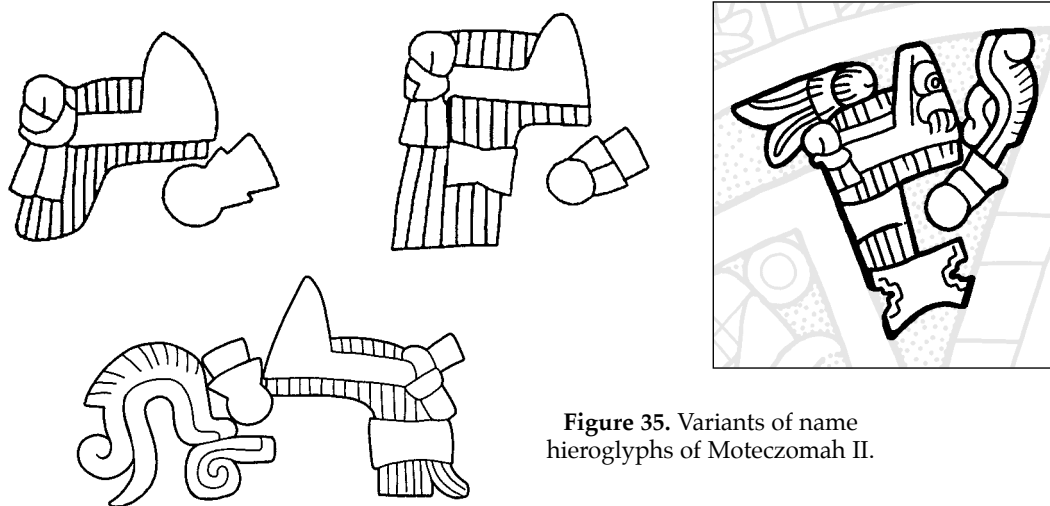 Figure 35. Variants of name
hieroglyphs of Moteczomah II.